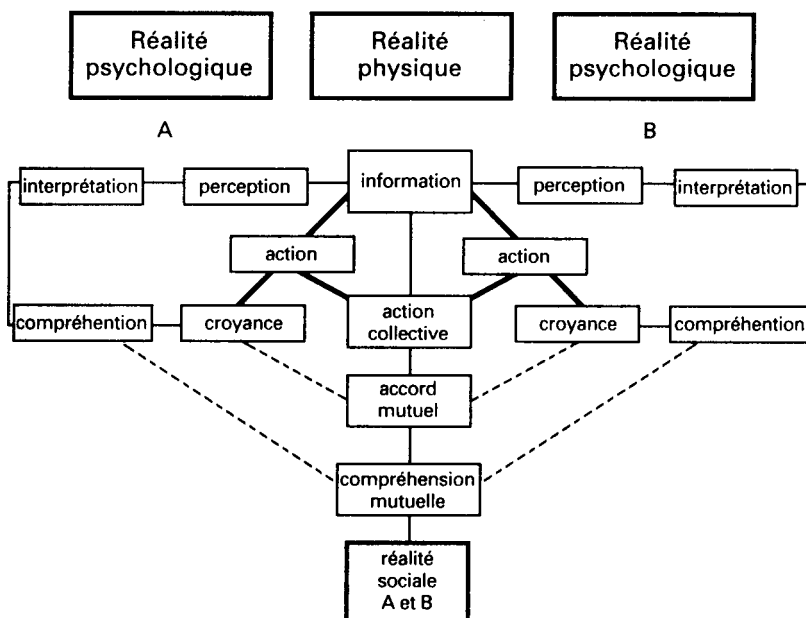 Réalité
psychologique
Réalité
physique
Réalité
psychologique
A
B
interprétation
perception
information
perception
interprétation
action
action
compréhention
croyance
action
collective
croyance
compréhention
accord
mutuel
compréhension
mutuelle
réalité
sociale
A et B